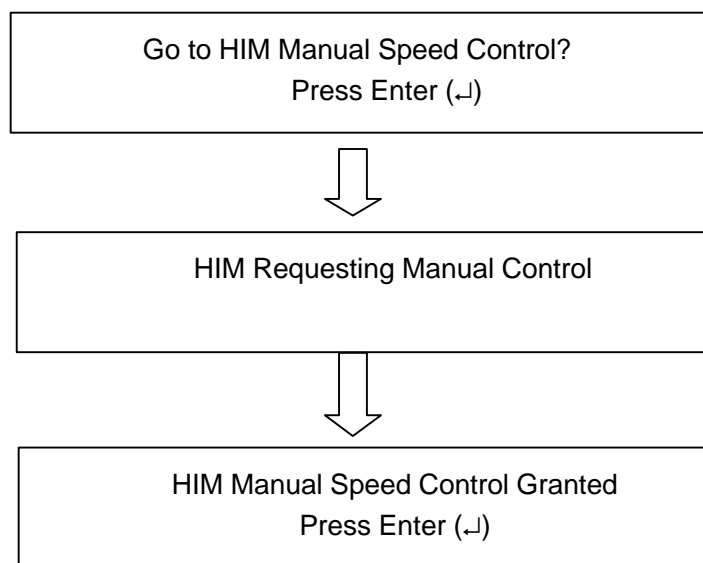 Go to HIM Manual Speed Control?
Press Enter (↵)
HIM Requesting Manual Control
HIM Manual Speed Control Granted
Press Enter (↵)